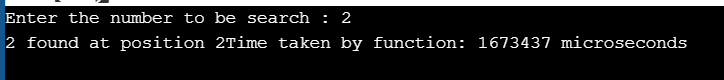 Enter the number to be search : 2
2 found at position 2Time taken by function: 1673437 microseconds